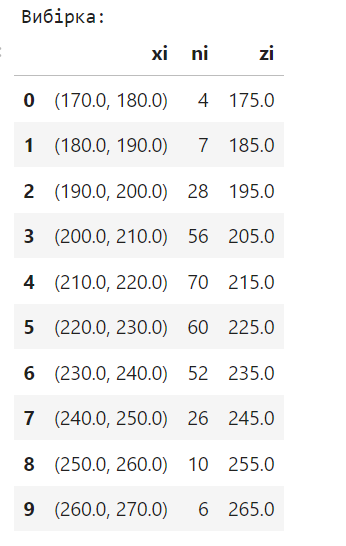 Вибірка:
xi ni zi
0 (170.0, 180.0) 4 175.0
1 (180.0, 190.0) 7 185.0
2 (190.0, 200.0) 28 195.0
3 (200.0, 210.0) 56 205.0
4 (210.0, 220.0) 70 215.0
5 (220.0, 230.0) 60 225.0
6 (230.0, 240.0) 52 235.0
7 (240.0, 250.0) 26 245.0
8 (250.0, 260.0) 10 255.0
9 (260.0, 270.0) 6 265.0